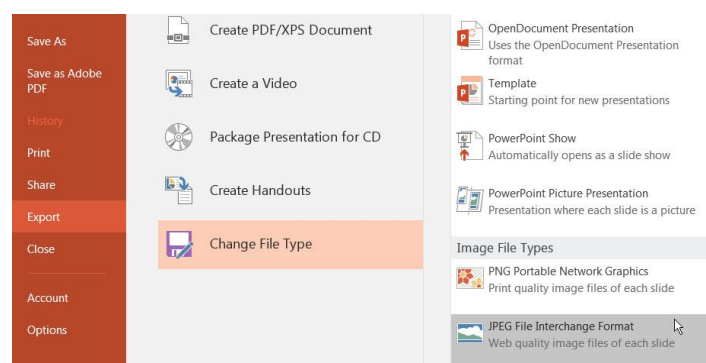 Save As
Save as Adobe
PDF
History
Print
Share
Export
Close
Account
Options
Create PDF/XPS Document
Create a Video
Package Presentation for CD
Create Handouts
Change File Type
OpenDocument Presentation
Uses the OpenDocument Presentation
format
Template
Starting point for new presentations
PowerPoint Show
Automatically opens as a slide show
PowerPoint Picture Presentation
Presentation where each slide is a picture
Image File Types
PNG Portable Network Graphics
Print quality image files of each slide
JPEG File Interchange Format
Web quality image files of each slide